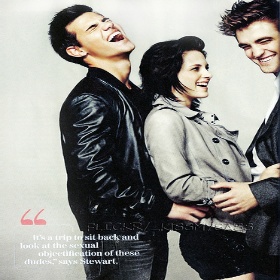 “
It's a trip to sit back and
look at the sexual
objectification of these
dudes," says Stewart.